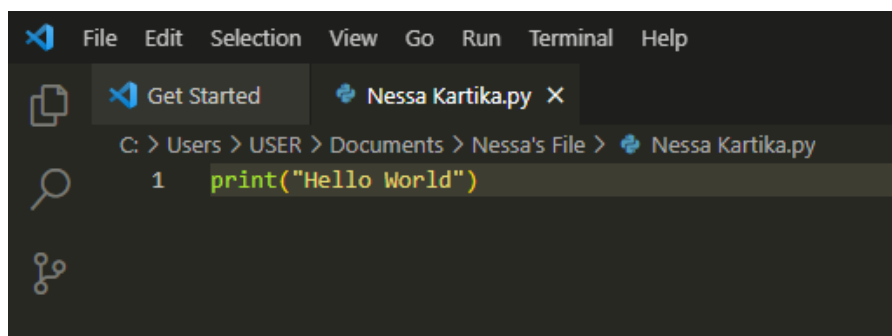 File Edit Selection View Go Run Terminal Help
Get Started Nessa Kartika.py ×
C: > Users > USER > Documents > Nessa's File > Nessa Kartika.py
1 print("Hello World")